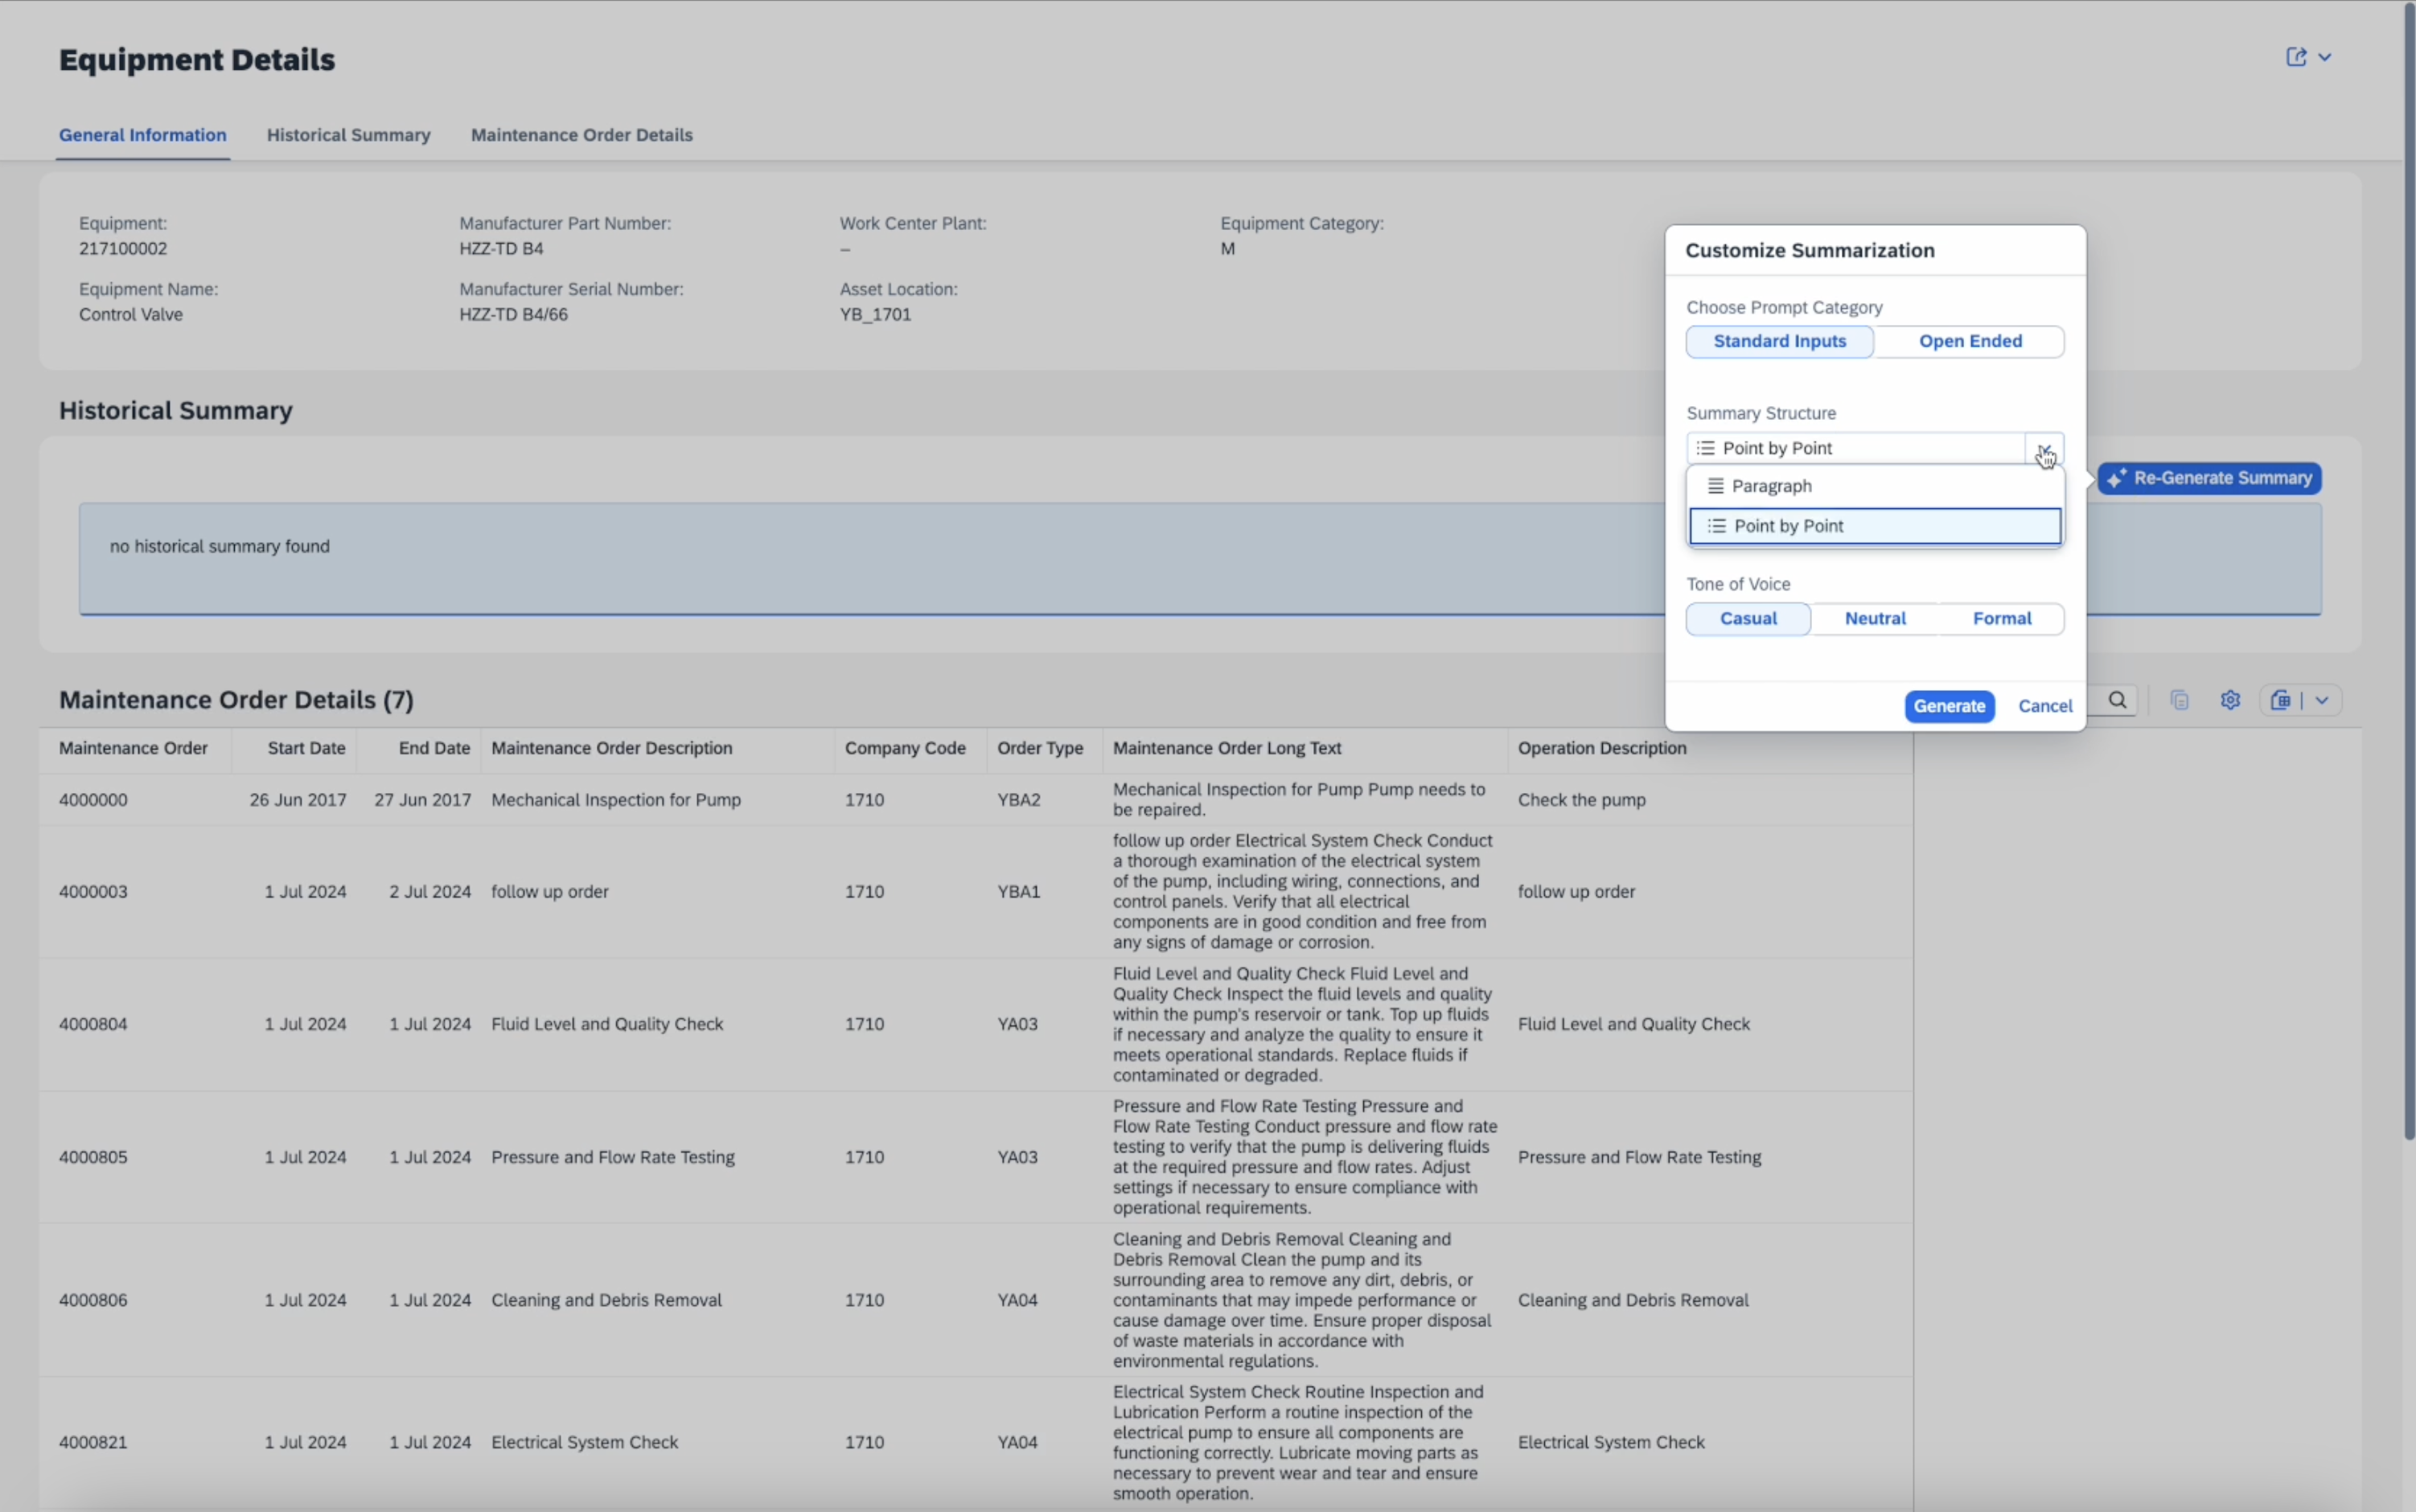 Equipment Details
General Information Historical Summary Maintenance Order Details
Equipment: Manufacturer Part Number: Work Center Plant: Equipment Category:
217100002 HZZ-TD B4 – M
Equipment Name: Manufacturer Serial Number: Asset Location:
Control Valve HZZ-TD B4/66 YB_1701
Historical Summary
Re-Generate Summary
no historical summary found
Customize Summarization
Choose Prompt Category
Standard Inputs Open Ended
Summary Structure
Point by Point
Paragraph
Point by Point
Tone of Voice
Casual Neutral Formal
Generate Cancel
Maintenance Order Details (7)
Maintenance Order Start Date End Date Maintenance Order Description Company Code Order Type Maintenance Order Long Text Operation Description
4000000 26 Jun 2017 27 Jun 2017 Mechanical Inspection for Pump 1710 YBA2
Mechanical Inspection for Pump Pump needs to
be repaired.
Check the pump
4000003 1 Jul 2024 2 Jul 2024 follow up order 1710 YBA1
follow up order Electrical System Check Conduct
a thorough examination of the electrical system
of the pump, including wiring, connections, and
control panels. Verify that all electrical
components are in good condition and free from
any signs of damage or corrosion.
follow up order
4000804 1 Jul 2024 1 Jul 2024 Fluid Level and Quality Check 1710 YA03
Fluid Level and Quality Check Fluid Level and
Quality Check Inspect the fluid levels and quality
within the pump's reservoir or tank. Top up fluids
if necessary and analyze the quality to ensure it
meets operational standards. Replace fluids if
contaminated or degraded.
Fluid Level and Quality Check
4000805 1 Jul 2024 1 Jul 2024 Pressure and Flow Rate Testing 1710 YA03
Pressure and Flow Rate Testing Pressure and
Flow Rate Testing Conduct pressure and flow rate
testing to verify that the pump is delivering fluids
at the required pressure and flow rates. Adjust
settings if necessary to ensure compliance with
operational requirements.
Pressure and Flow Rate Testing
4000806 1 Jul 2024 1 Jul 2024 Cleaning and Debris Removal 1710 YA04
Cleaning and Debris Removal Cleaning and
Debris Removal Clean the pump and its
surrounding area to remove any dirt, debris, or
contaminants that may impede performance or
cause damage over time. Ensure proper disposal
of waste materials in accordance with
environmental regulations.
Cleaning and Debris Removal
4000821 1 Jul 2024 1 Jul 2024 Electrical System Check 1710 YA04
Electrical System Check Routine Inspection and
Lubrication Perform a routine inspection of the
electrical pump to ensure all components are
functioning correctly. Lubricate moving parts as
necessary to prevent wear and tear and ensure
smooth operation.
Electrical System Check